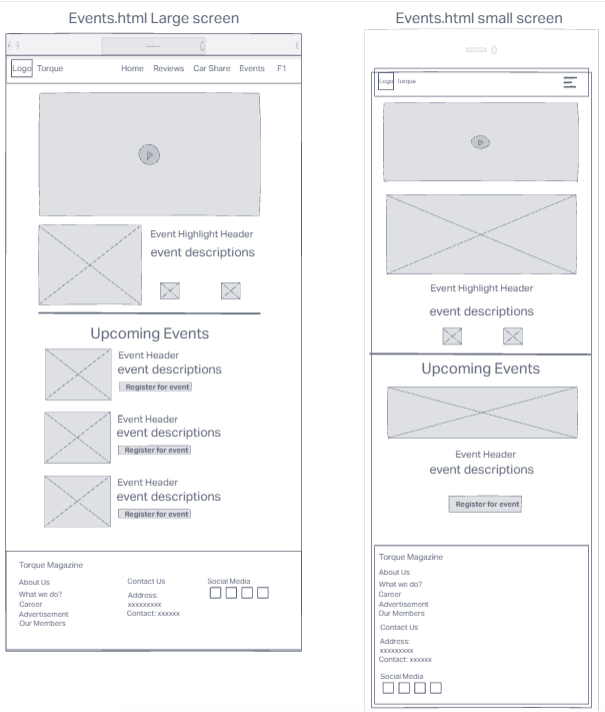 Events.html Large screen
Logo Torque Home Reviews Car Share Events F1
Event Highlight Header
event descriptions
Upcoming Events
Event Header
event descriptions
Register for event
Event Header
event descriptions
Register for event
Event Header
event descriptions
Register for event
Torque Magazine
About Us
What we do?
Career
Advertisement
Our Members
Contact Us
Address:
xxxxxxxxx
Contact: xxxxxx
Social Media
Events.html small screen
Logo Torque
Event Highlight Header
event descriptions
Upcoming Events
Event Header
event descriptions
Register for event
Torque Magazine
About Us
What we do?
Career
Advertisement
Our Members
Contact Us
Address:
xxxxxxxxx
Contact: xxxxxx
Social Media